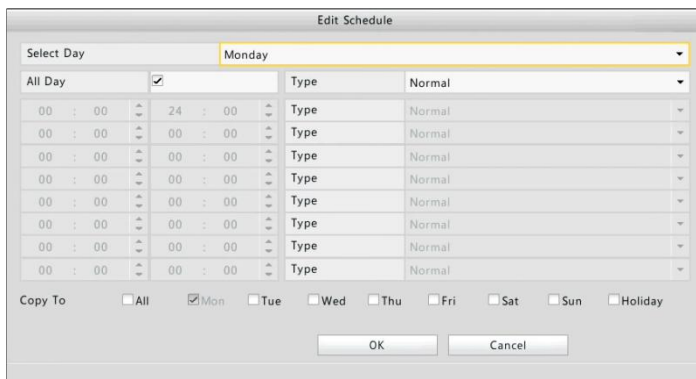 Edit Schedule
Select Day Monday
All Day Type Normal
00 : 00 24 : 00 Type Normal
00 : 00 00 : 00 Type Normal
00 : 00 00 : 00 Type Normal
00 : 00 00 : 00 Type Normal
00 : 00 00 : 00 Type Normal
00 : 00 00 : 00 Type Normal
00 : 00 00 : 00 Type Normal
00 : 00 00 : 00 Type Normal
Copy To All Mon Tue Wed Thu Fri Sat Sun Holiday
OK Cancel